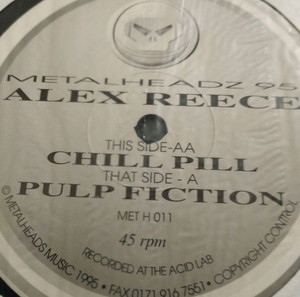 METALHEADZ 95
ALEX REECE
THIS SIDE-AA
CHILL PILL
THAT SIDE - A
PULP FICTION
MET H 011
45 rpm
RECORDED AT THE ACID LAB
© METALHEADS MUSIC 1995 • FAX 0171 916 7551 • COPYRIGHT CONTROL